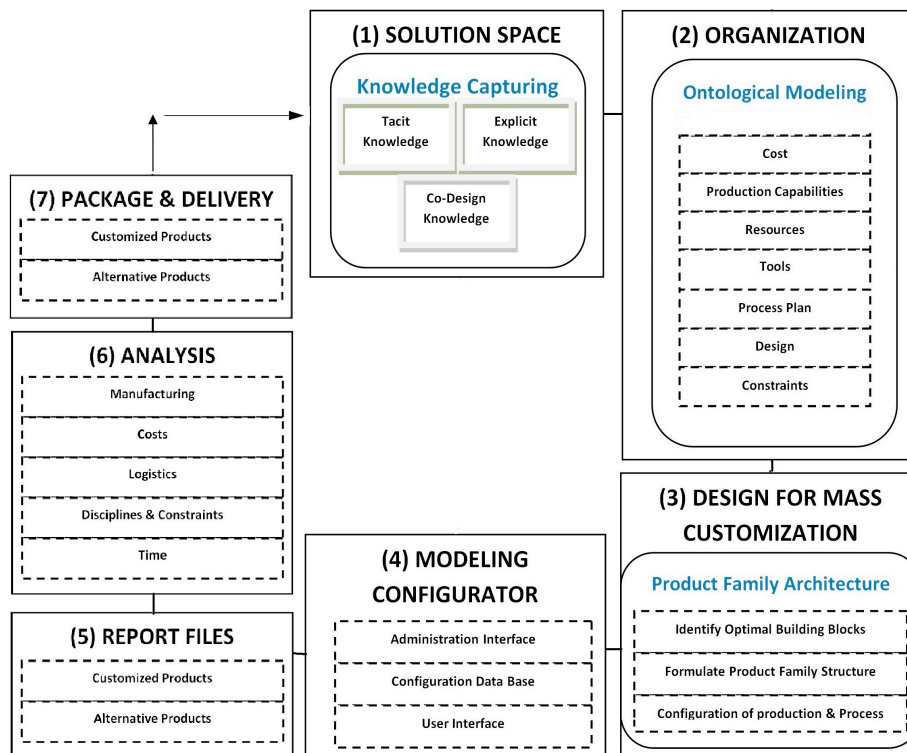 (1) SOLUTION SPACE
Knowledge Capturing
Tacit
Knowledge
Explicit
Knowledge
Co-Design
Knowledge
(2) ORGANIZATION
Ontological Modeling
Cost
Production Capabilities
Resources
Tools
Process Plan
Design
Constraints
(3) DESIGN FOR MASS
CUSTOMIZATION
Product Family Architecture
Identify Optimal Building Blocks
Formulate Product Family Structure
Configuration of production & Process
(4) MODELING
CONFIGURATOR
Administration Interface
Configuration Data Base
User Interface
(5) REPORT FILES
Customized Products
Alternative Products
(6) ANALYSIS
Manufacturing
Costs
Logistics
Disciplines & Constraints
Time
(7) PACKAGE & DELIVERY
Customized Products
Alternative Products